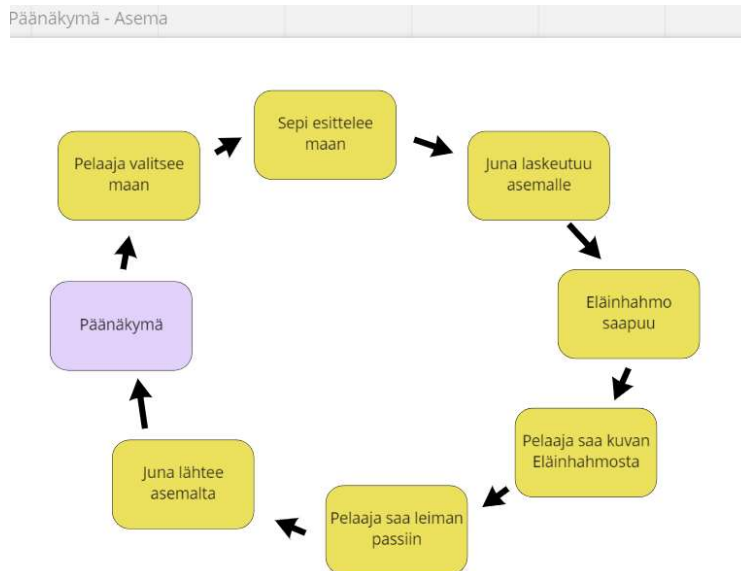 Päänäkymä - Asema
Sepi esittelee
maan
Pelaaja valitsee
maan
Juna laskeutuu
asemalle
Eläinhahmo
saapuu
Päänäkymä
Pelaaja saa kuvan
Eläinhahmosta
Juna lähtee
asemalta
Pelaaja saa leiman
passiin